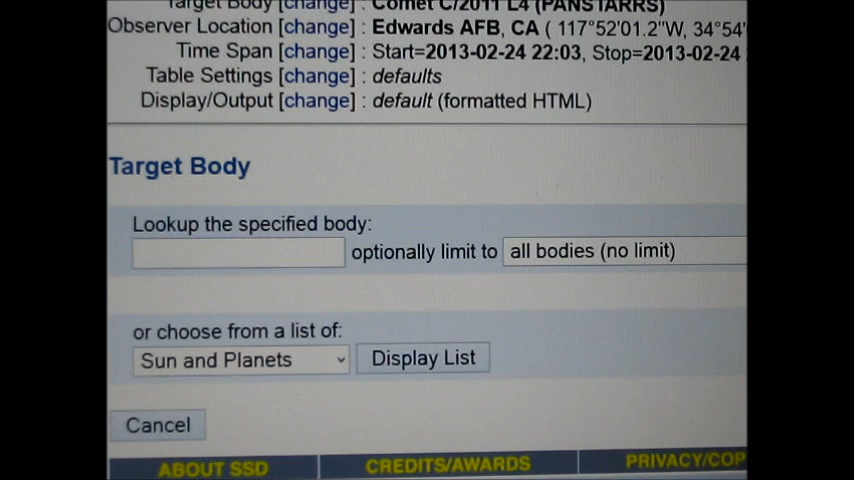 Target Body [change] : Comet C/2011 L4 (PANSTARRS)
Observer Location [change] : Edwards AFB, CA ( 117°52'01.2"W, 34°54'
Time Span [change] : Start=2013-02-24 22:03, Stop=2013-02-24
Table Settings [change] : defaults
Display/Output [change] : default (formatted HTML)
Target Body
Lookup the specified body:
optionally limit to all bodies (no limit)
or choose from a list of:
Sun and Planets Display List
Cancel
ABOUT SSD CREDITS/AWARDS PRIVACY/COP